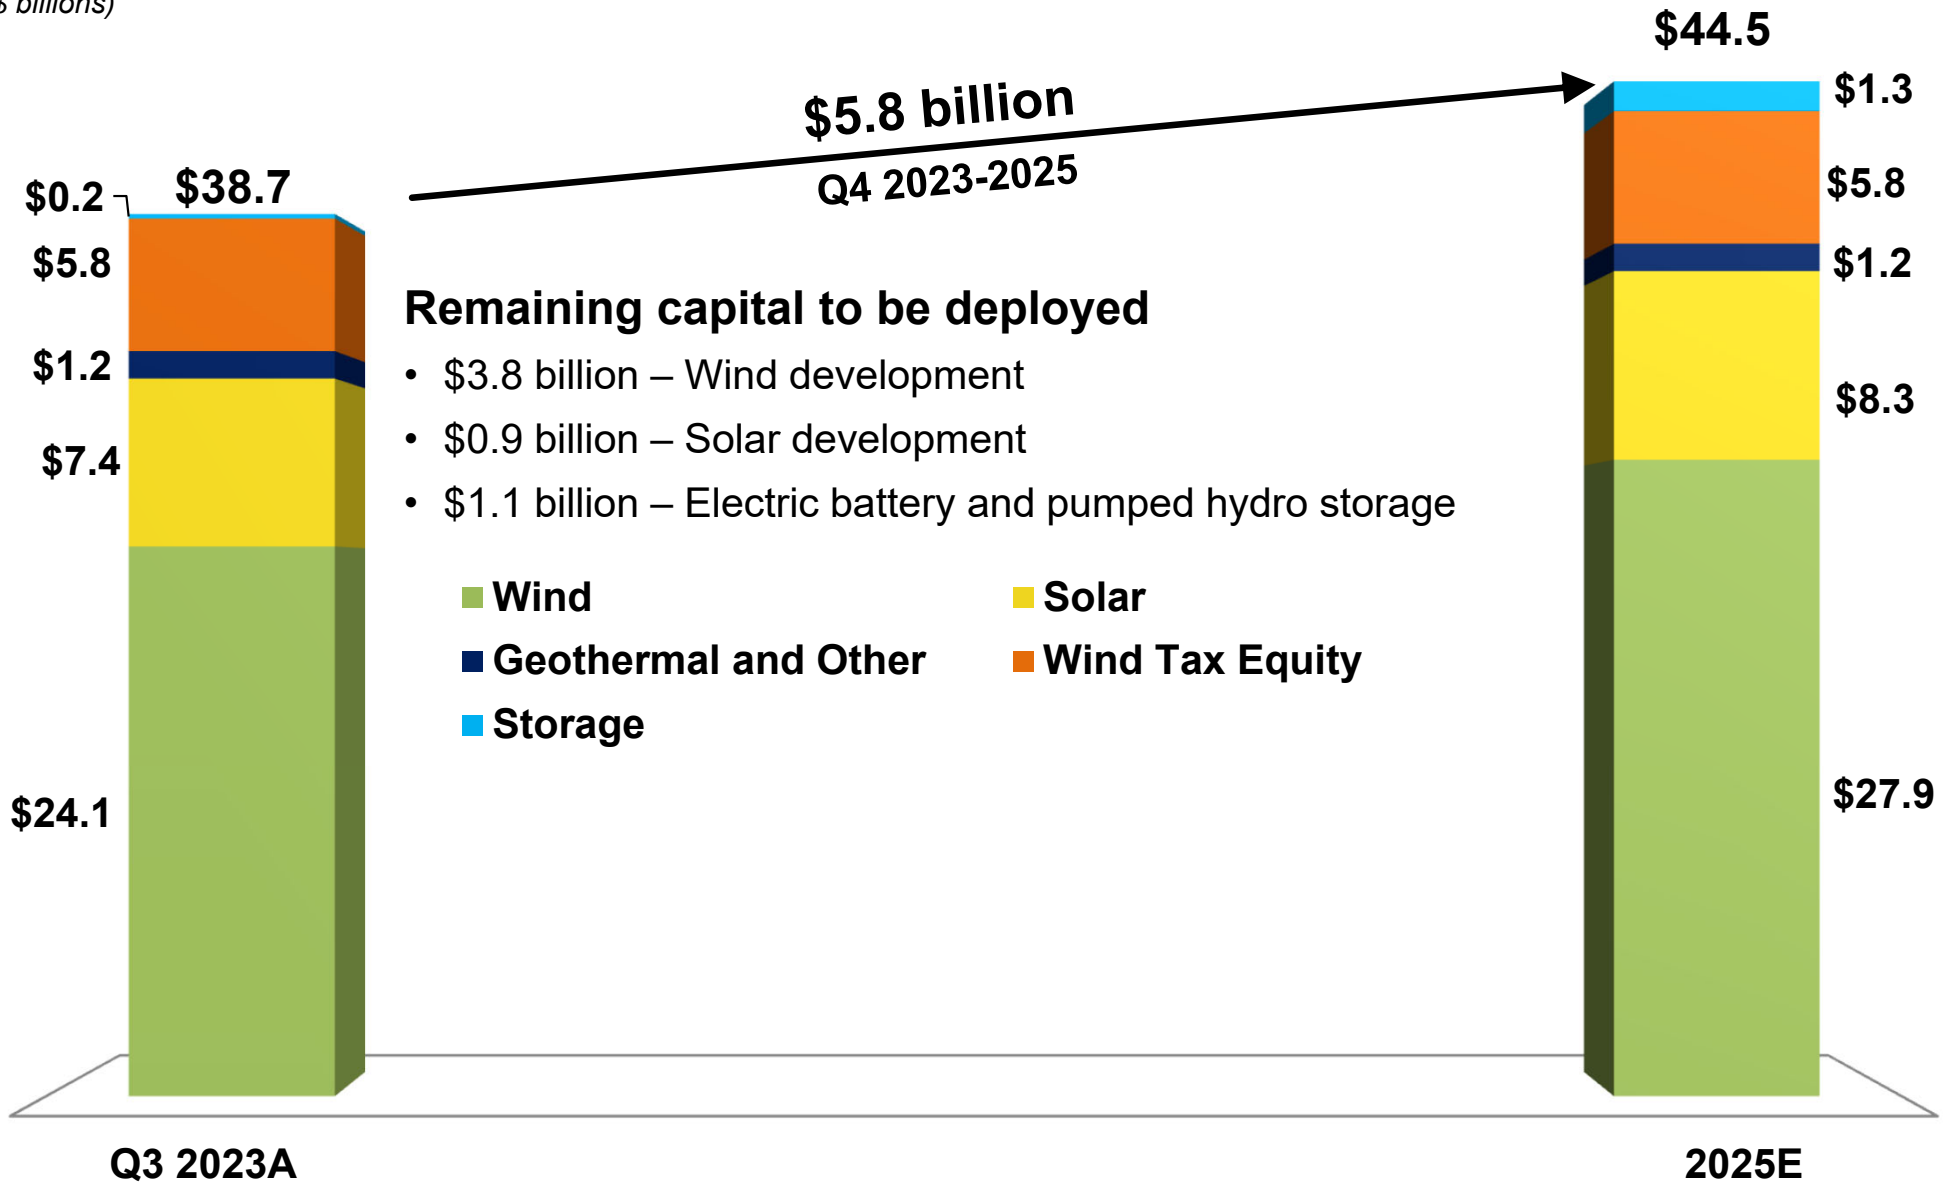 $ billions)
$44.5
$1.3
$5.8 billion
Q4 2023-2025
$5.8
$0.2
$38.7
$5.8
$1.2
Remaining capital to be deployed
$1.2
• $3.8 billion – Wind development
$8.3
• $0.9 billion – Solar development
$7.4
• $1.1 billion – Electric battery and pumped hydro storage
Wind
Solar
Geothermal and Other
Wind Tax Equity
Storage
$24.1
$27.9
Q3 2023A
2025E